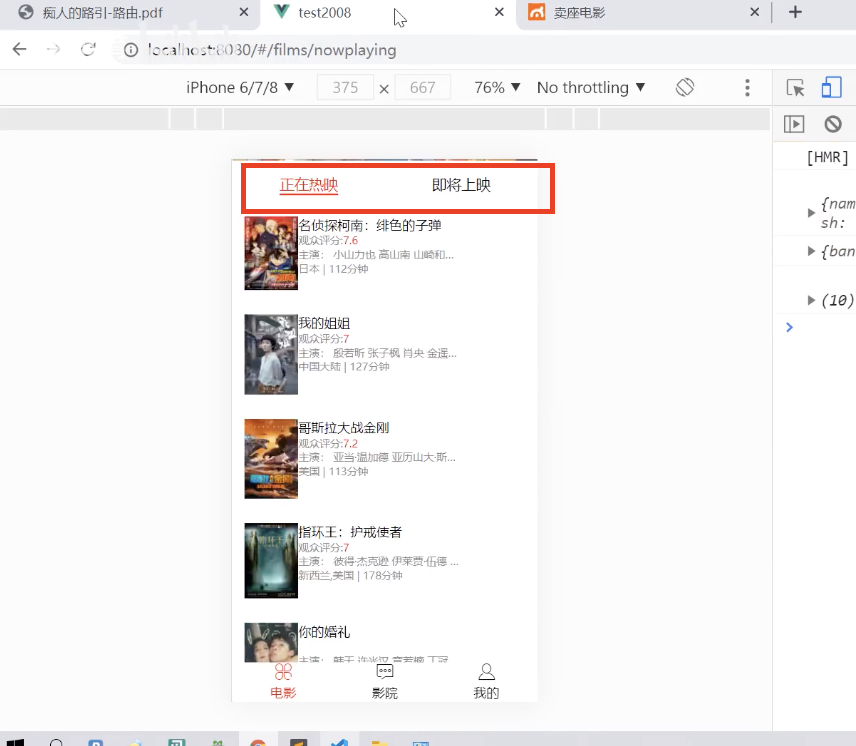 痴人的路引-路由.pdf
test2008
卖座电影
localhost:8080/#/films/nowplaying
iPhone 6/7/8 ▼ 375 × 667 76% ▼ No throttling ▼
[HMR]
正在热映 即将上映
{nam
sh:
{ban
(10)
名侦探柯南：绯色的子弹
观众评分:7.6
主演： 小山力也 高山南 山崎和...
日本 | 112分钟
我的姐姐
观众评分:7
主演： 殷若昕 张子枫 肖央 金遥...
中国大陆 | 127分钟
哥斯拉大战金刚
观众评分:7.2
主演： 亚当·温加德 亚历山大·斯...
美国 | 113分钟
指环王：护戒使者
观众评分:7
主演： 彼得·杰克逊 伊莱贾·伍德 ...
新西兰,美国 | 178分钟
你的婚礼
主演： 韩天
电影 影院 我的